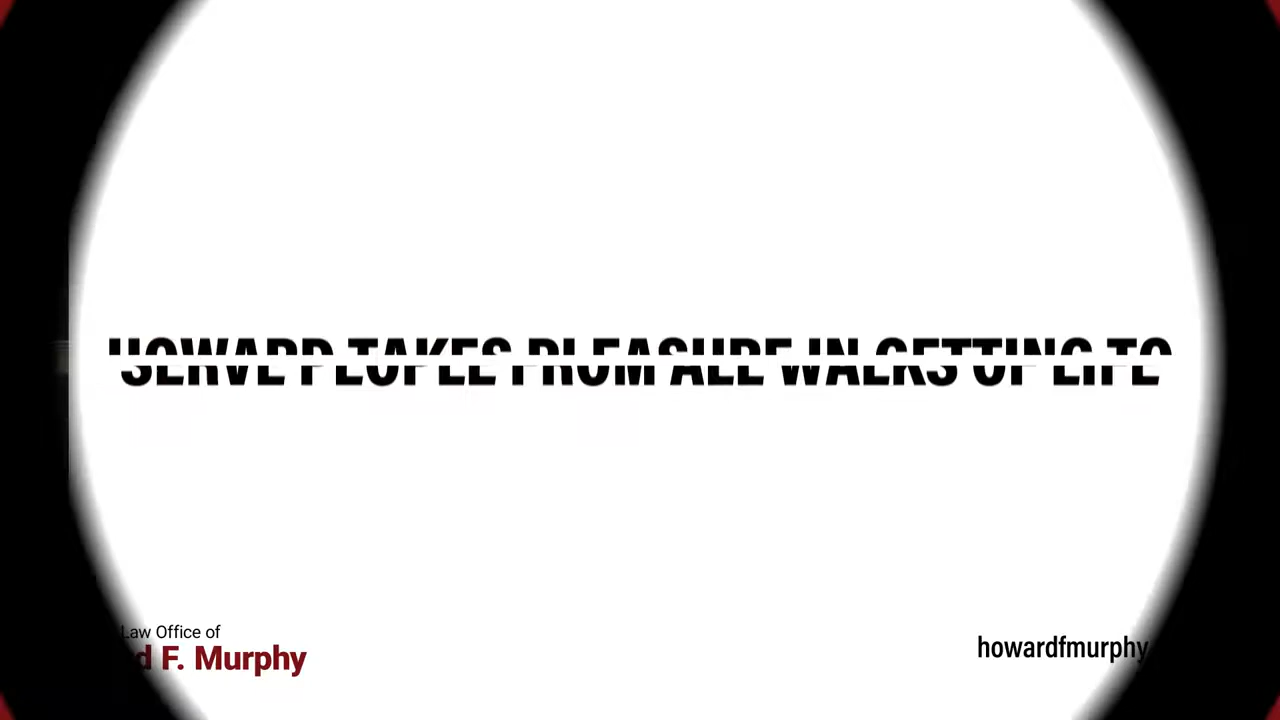 HOWARD TAKES PLEASURE IN GETTING TO
SERVE PEOPLE FROM ALL WALKS OF LIFE
Law Office of
d F. Murphy
howardfmurphy